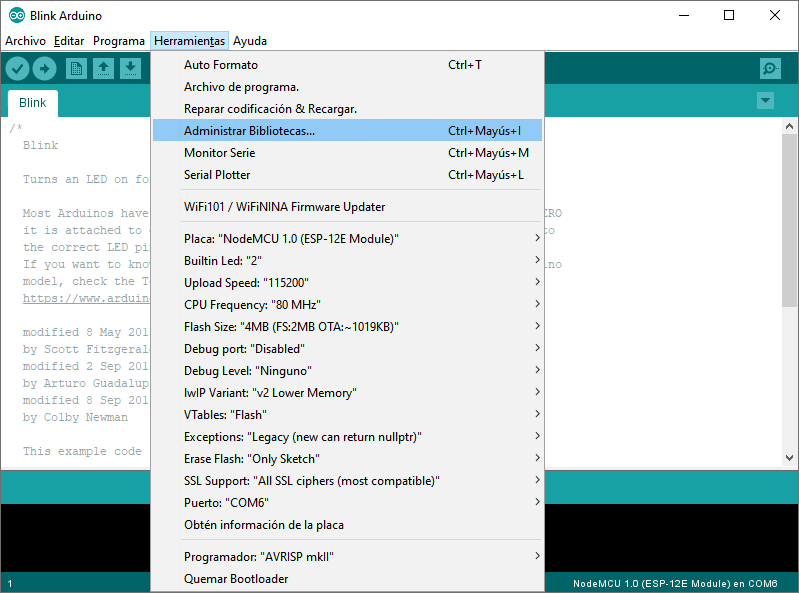 Blink Arduino
Archivo Editar Programa Herramientas Ayuda
Blink
Auto Formato Ctrl+T
Archivo de programa.
Reparar codificación & Recargar.
Administrar Bibliotecas... Ctrl+Mayús+I
Monitor Serie Ctrl+Mayús+M
Serial Plotter Ctrl+Mayús+L
WiFi101 / WiFiNINA Firmware Updater
Placa: "NodeMCU 1.0 (ESP-12E Module)"
Builtin Led: "2"
Upload Speed: "115200"
CPU Frequency: "80 MHz"
Flash Size: "4MB (FS:2MB OTA:~1019KB)"
Debug port: "Disabled"
Debug Level: "Ninguno"
lwIP Variant: "v2 Lower Memory"
VTables: "Flash"
Exceptions: "Legacy (new can return nullptr)"
Erase Flash: "Only Sketch"
SSL Support: "All SSL ciphers (most compatible)"
Puerto: "COM6"
Obtén información de la placa
Programador: "AVRISP mkII"
Quemar Bootloader
/*
Blink
Turns an LED on fo
Most Arduinos have ERO
it is attached to to
the correct LED pi
If you want to kno ino
model, check the T
https://www.arduin
modified 8 May 201
by Scott Fitzgeral
modified 2 Sep 201
by Arturo Guadalup
modified 8 Sep 201
by Colby Newman
This example code
1 NodeMCU 1.0 (ESP-12E Module) en COM6